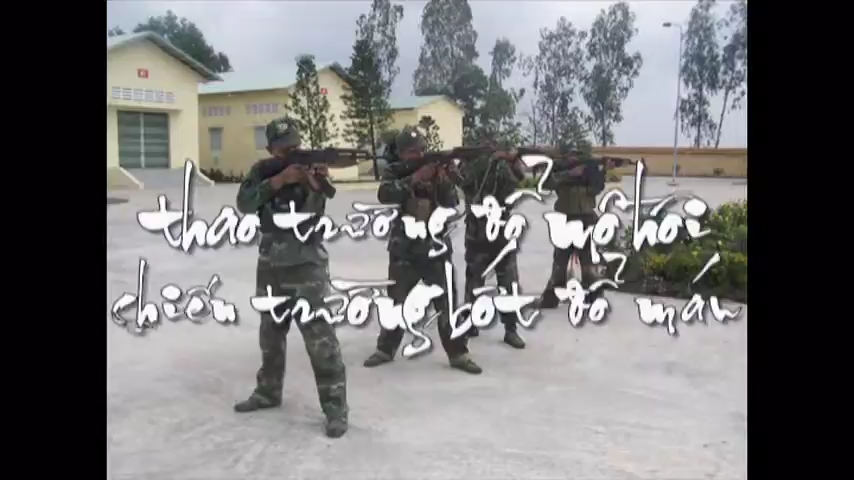 thao trường đổ mồ hôi
chiến trường bớt đổ máu